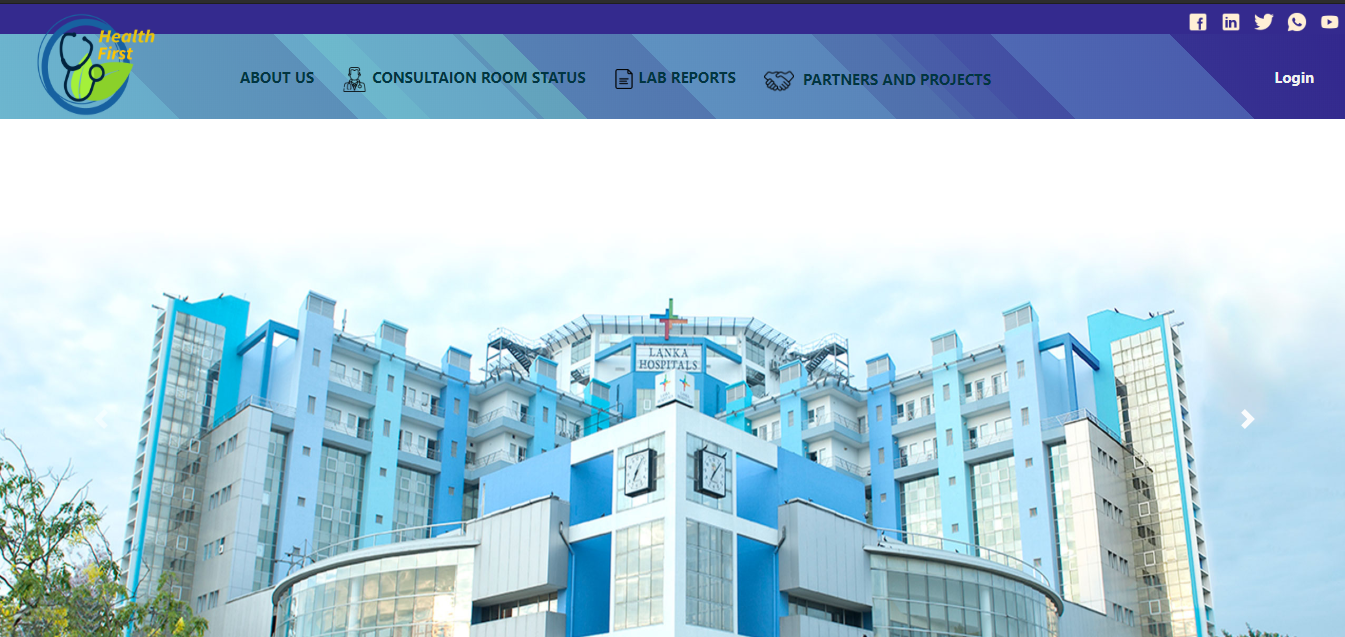 Health
First
ABOUT US
CONSULTAION ROOM STATUS
LAB REPORTS
PARTNERS AND PROJECTS
Login
LANKA
HOSPITALS